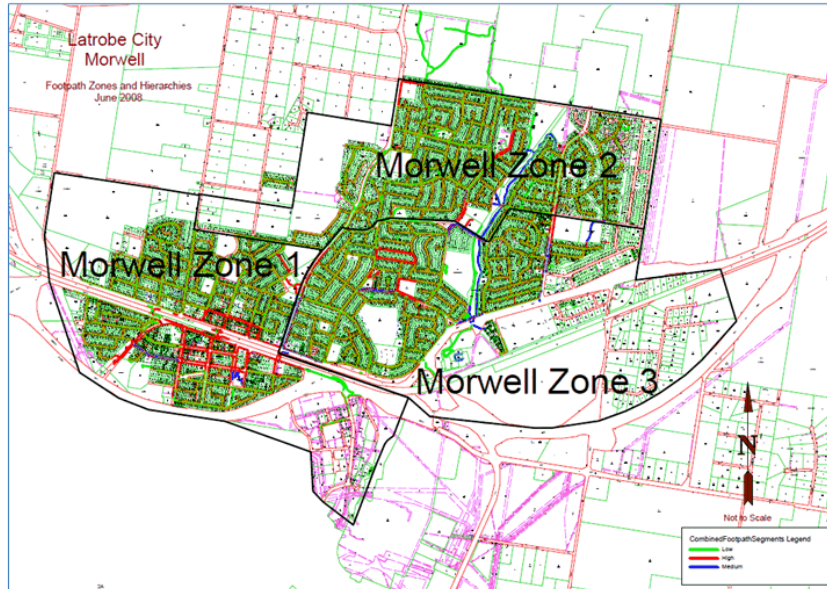 Latrobe City
Morwell
Footpath Zones and Hierarchies
June 2008
Morwell Zone 2
Morwell Zone 1
Morwell Zone 3
N
Not to Scale
CombinedFootpathSegments Legend
Low
High
Medium